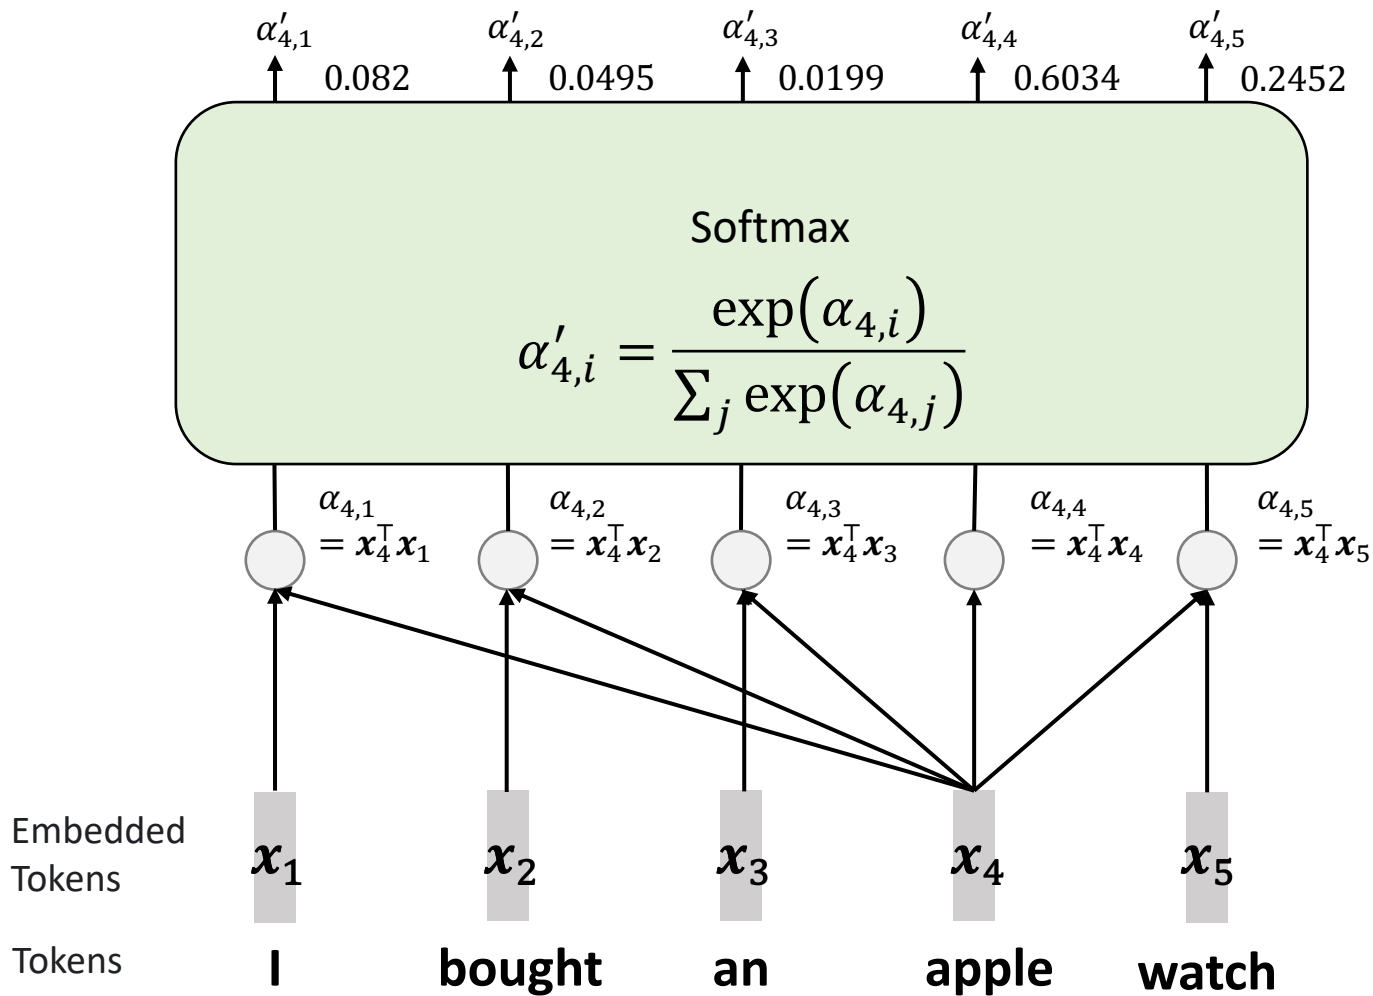 α′4,1 α′4,2 α′4,3 α′4,4 α′4,5
0.082 0.0495 0.0199 0.6034 0.2452
Softmax
α′4,i = exp(α4,i) / ∑j exp(α4,j)
α4,1 α4,2 α4,3 α4,4 α4,5
= x4⊤x1 = x4⊤x2 = x4⊤x3 = x4⊤x4 = x4⊤x5
Embedded
Tokens
x1 x2 x3 x4 x5
Tokens I bought an apple watch